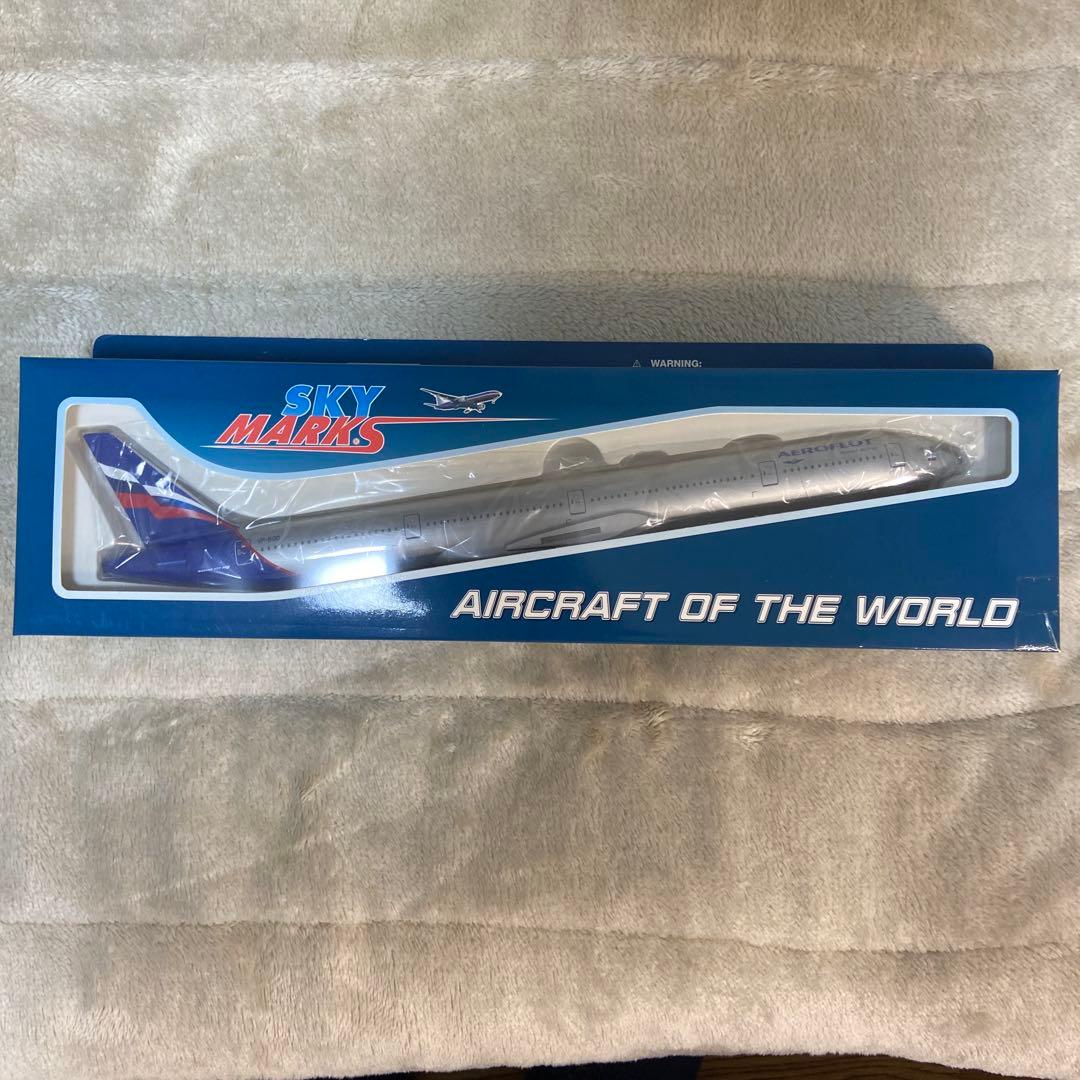 WARNING:
SKY
MARKS
AEROFLOT
AIRCRAFT OF THE WORLD